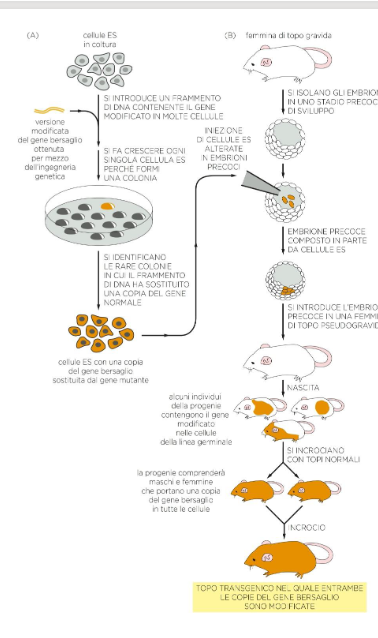 (A)
cellule ES
in coltura
SI INTRODUCE UN FRAMMENTO
DI DNA CONTENENTE IL GENE
MODIFICATO IN MOLTE CELLULE
versione
modificata
del gene bersaglio
ottenuta
per mezzo
dell'ingegneria
genetica
SI FA CRESCERE OGNI
SINGOLA CELLULA ES
PERCHÉ FORMI
UNA COLONIA
SI IDENTIFICANO
LE RARE COLONIE
IN CUI IL FRAMMENTO
DI DNA HA SOSTITUITO
UNA COPIA DEL GENE
NORMALE
cellule ES con una copia
del gene bersaglio
sostituita dal gene mutante
(B)
femmina di topo gravida
SI ISOLANO GLI EMBRION
IN UNO STADIO PRECOC
DI SVILUPPO
INIEZIONE
DI CELLULE ES
ALTERATE
IN EMBRIONI
PRECOCI
EMBRIONE PRECOCE
COMPOSTO IN PARTE
DA CELLULE ES
SI INTRODUCE L'EMBRIO
PRECOCE IN UNA FEMMI
DI TOPO PSEUDOGRAVID
NASCITA
alcuni individui
della progenie
contengono il gene
modificato
nelle cellule
della linea germinale
SI INCROCIANO
CON TOPI NORMALI
la progenie comprenderà
maschi e femmine
che portano una copia
del gene bersaglio
in tutte le cellule
INCROCIO
TOPO TRANSGENICO NEL QUALE ENTRAMBE
LE COPIE DEL GENE BERSAGLIO
SONO MODIFICATE